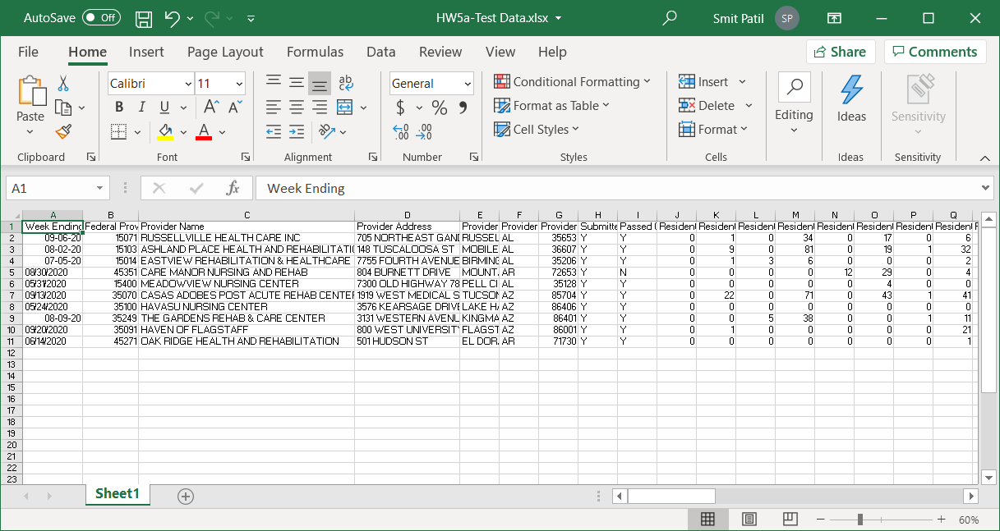 AutoSave Off HW5a-Test Data.xlsx Smit Patil SP
File Home Insert Page Layout Formulas Data Review View Help Share Comments
Calibri 11 ab General Conditional Formatting Insert
Paste B I U A A $ % 9 Format as Table Delete Editing Ideas Sensitivity
A Cell Styles Format
Clipboard Font Alignment Number Styles Cells Ideas Sensitivity
A1 fx Week Ending
A B C D E F G H I J K L M N O P Q
1 Week Ending Federal Prov Provider Name Provider Address Provider Provider Provider Submitte Passed Resident Resident Resident Resident Resident Resident Resident Resident
2 09-06-20 15071 RUSSELLVILLE HEALTH CARE INC 705 NORTHEAST GAN RUSSEL AL 35653 Y Y 0 1 0 34 0 17 0 6
3 08-02-20 15103 ASHLAND PLACE HEALTH AND REHABILITATI 148 TUSCALOOSA ST MOBILE AL 36607 Y Y 0 9 0 81 0 19 1 32
4 07-05-20 15014 EASTVIEW REHABILITATION & HEALTHCARE 7755 FOURTH AVENUE BIRMIN AL 35206 Y Y 0 1 3 6 0 0 0 2
5 08/30/2020 45351 CARE MANOR NURSING AND REHAB 804 BURNETT DRIVE MOUNT AR 72653 Y N 0 0 0 0 12 29 0 4
6 05/31/2020 15400 MEADOWVIEW NURSING CENTER 7300 OLD HIGHWAY 78 PELL CI AL 35128 Y Y 0 0 0 0 0 4 0 0
7 09/13/2020 35070 CASAS ADOBES POST ACUTE REHAB CENTER 1919 WEST MEDICAL S TUCSON AZ 85704 Y Y 0 22 0 71 0 43 1 41
8 05/24/2020 35100 HAVASU NURSING CENTER 3576 KEARSAGE DRIVE LAKE HA AZ 86406 Y Y 0 0 0 0 0 0 0 0
9 08-09-20 35249 THE GARDENS REHAB & CARE CENTER 3131 WESTERN AVENU KINGMA AZ 86401 Y Y 0 0 5 38 0 0 1 11
10 09/20/2020 35091 HAVEN OF FLAGSTAFF 800 WEST UNIVERSITY FLAGST AZ 86001 Y Y 0 1 0 0 0 0 0 21
11 06/14/2020 45271 OAK RIDGE HEALTH AND REHABILITATION 501 HUDSON ST EL DOR AR 71730 Y Y 0 0 0 0 0 0 0 1
12
13
14
15
16
17
18
19
20
21
22
23
Sheet1
60%